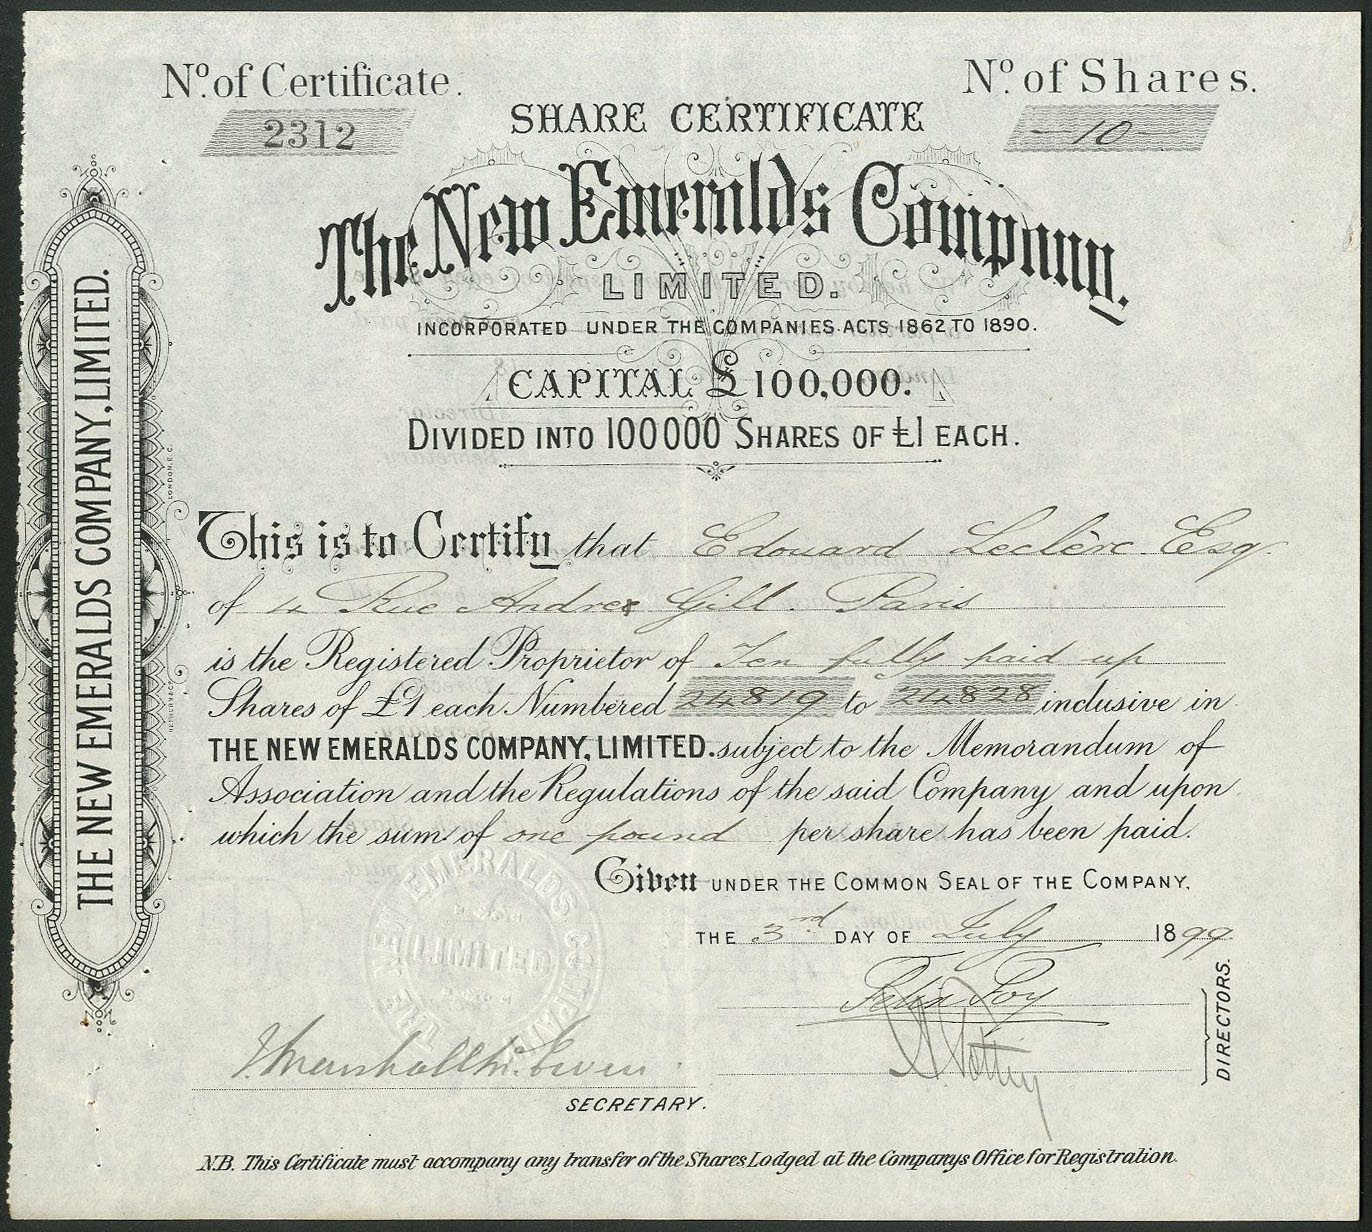 No. of Certificate.
2312
No. of Shares.
10
SHARE CERTIFICATE
The New Emeralds Company,
LIMITED.
INCORPORATED UNDER THE COMPANIES ACTS 1862 TO 1890.
CAPITAL £100,000.
DIVIDED INTO 100000 SHARES OF £1 EACH.
This is to Certify that Edouard Leclère Esq.
of 4 Rue Andre Gill. Paris
is the Registered Proprietor of Ten fully paid up
Shares of £1 each Numbered 24819 to 24828 inclusive in
THE NEW EMERALDS COMPANY, LIMITED. subject to the Memorandum of
Association and the Regulations of the said Company and upon
which the sum of one pound per share has been paid.
Given UNDER THE COMMON SEAL OF THE COMPANY,
THE 3rd DAY OF July 1899.
DIRECTORS.
SECRETARY.
N.B. This Certificate must accompany any transfer of the Shares Lodged at the Companys Office for Registration.
THE NEW EMERALDS COMPANY, LIMITED.
THE NEW EMERALDS COMPANY
LIMITED
LONDON. E.C.